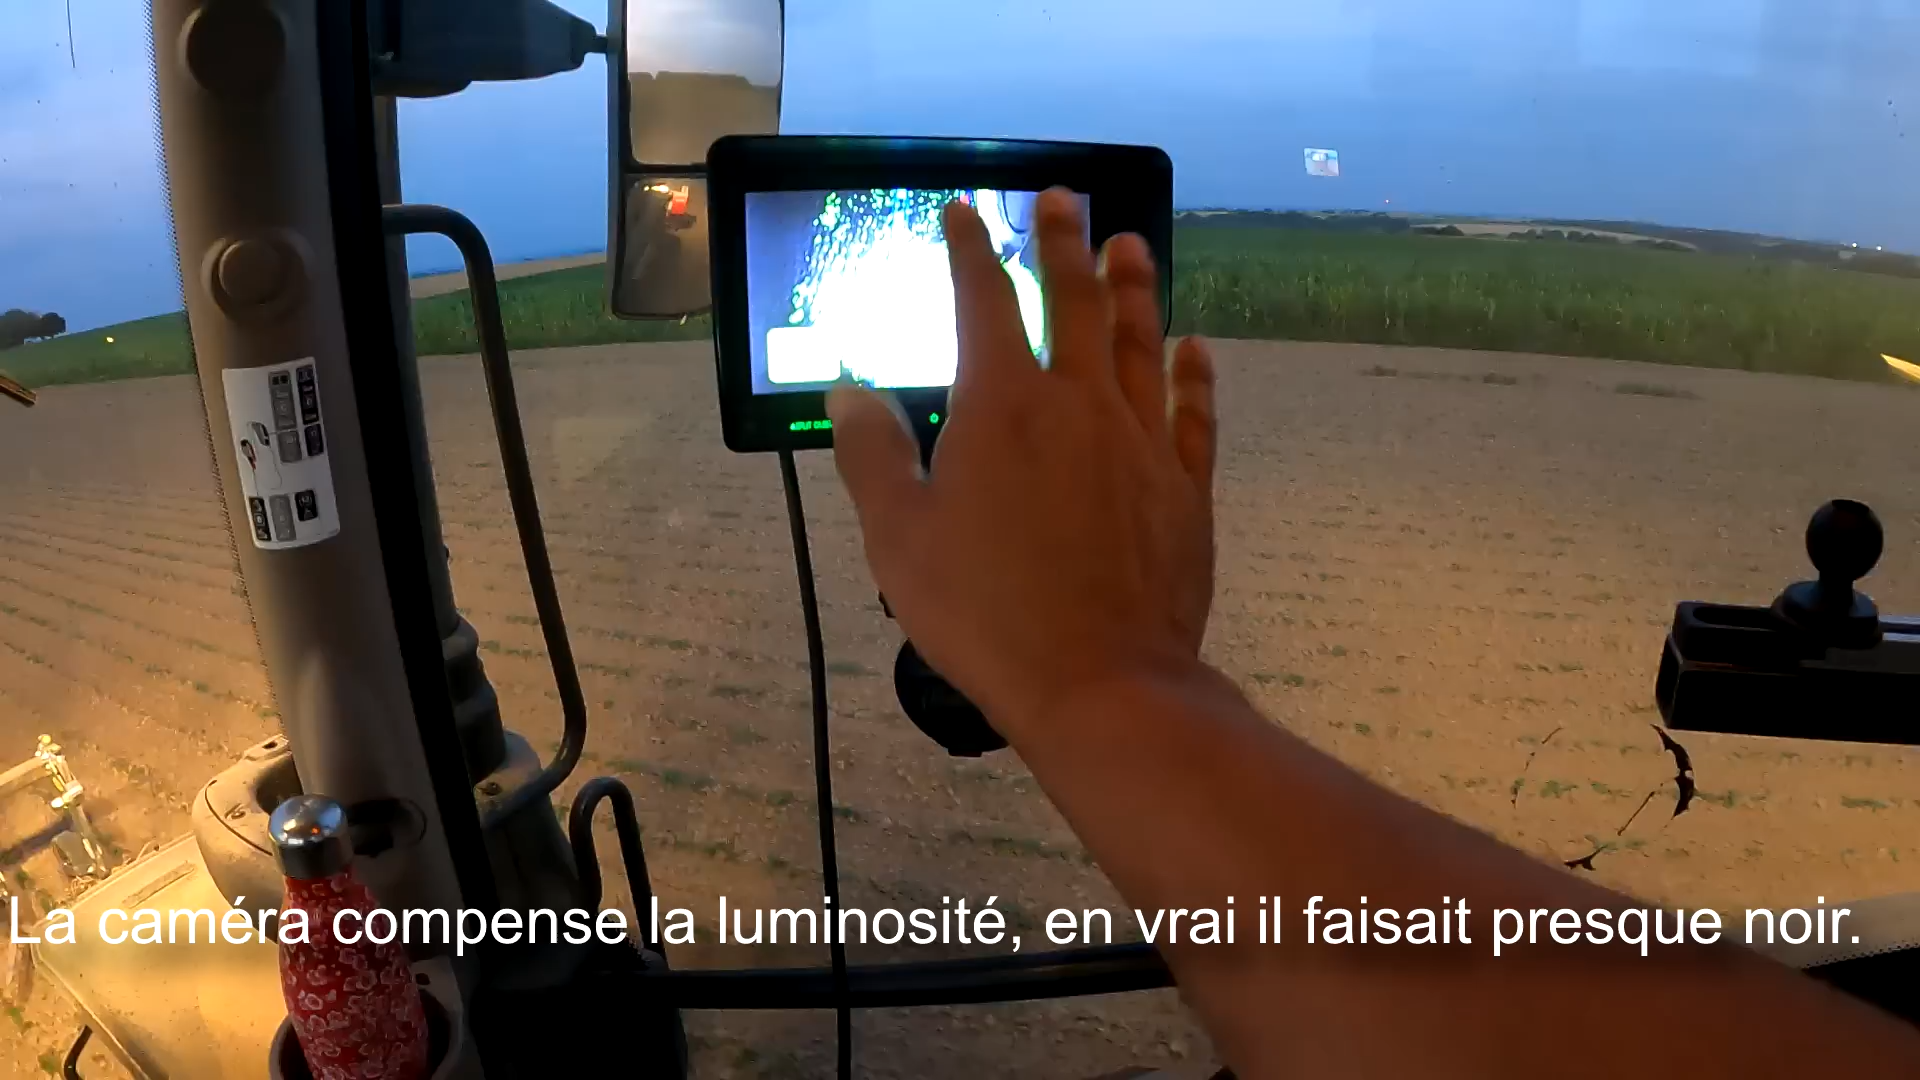 La caméra compense la luminosité, en vrai il faisait presque noir.